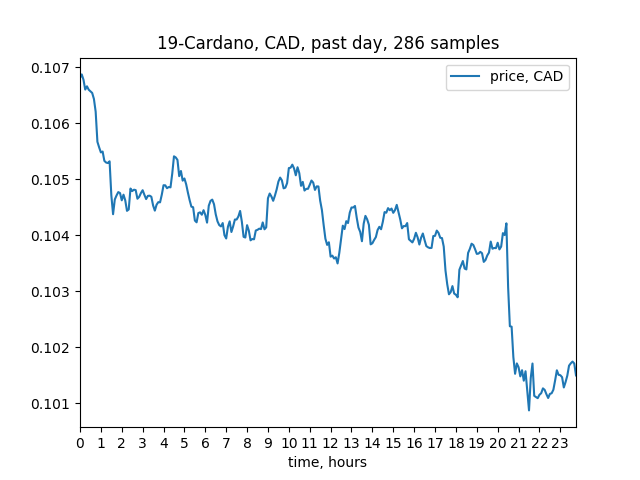 19-Cardano, CAD, past day, 286 samples
price, CAD
0.107
0.106
0.105
0.104
0.103
0.102
0.101
0 1 2 3 4 5 6 7 8 9 10 11 12 13 14 15 16 17 18 19 20 21 22 23
time, hours